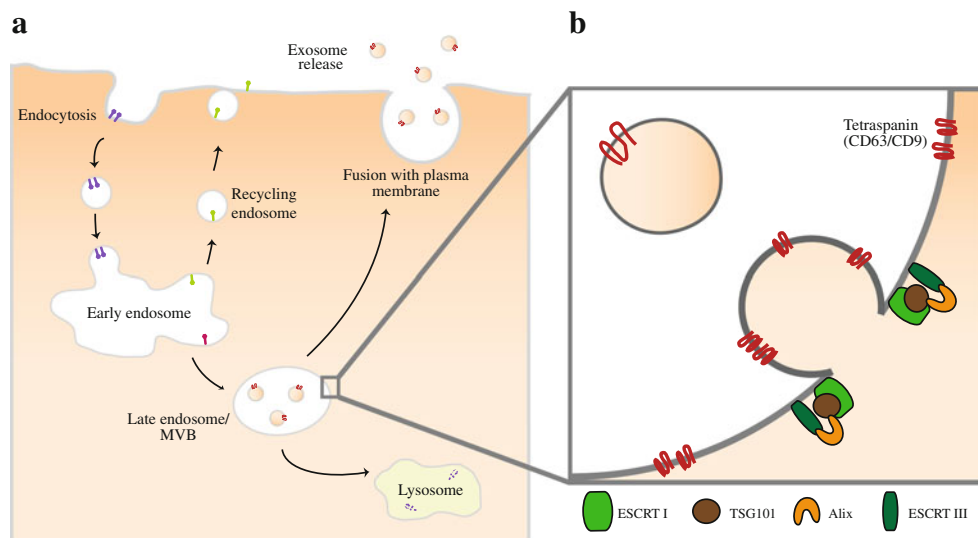 a
Exosome
release
Endocytosis
Fusion with plasma
membrane
Recycling
endosome
Early endosome
Late endosome/
MVB
Lysosome
b
Tetraspanin
(CD63/CD9)
ESCRT I
TSG101
Alix
ESCRT III